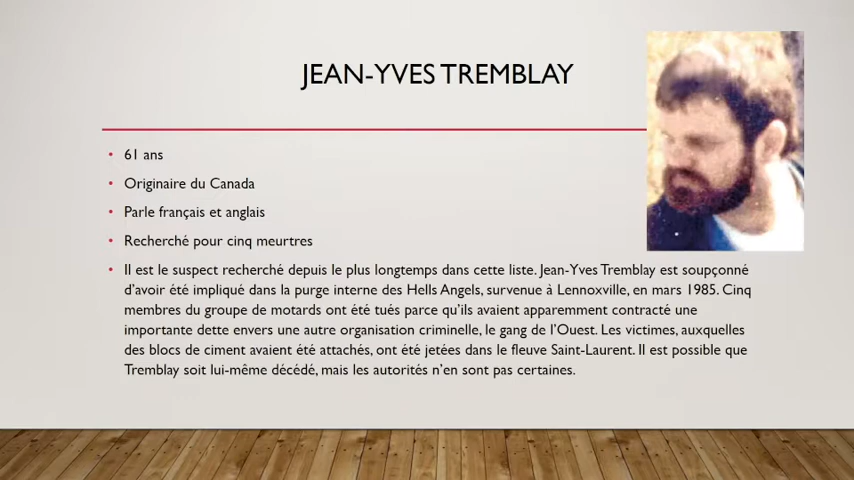 JEAN-YVES TREMBLAY
• 61 ans
• Originaire du Canada
• Parle français et anglais
• Recherché pour cinq meurtres
• Il est le suspect recherché depuis le plus longtemps dans cette liste. Jean-Yves Tremblay est soupçonné
d’avoir été impliqué dans la purge interne des Hells Angels, survenue à Lennoxville, en mars 1985. Cinq
membres du groupe de motards ont été tués parce qu’ils avaient apparemment contracté une
importante dette envers une autre organisation criminelle, le gang de l’Ouest. Les victimes, auxquelles
des blocs de ciment avaient été attachés, ont été jetées dans le fleuve Saint-Laurent. Il est possible que
Tremblay soit lui-même décédé, mais les autorités n’en sont pas certaines.